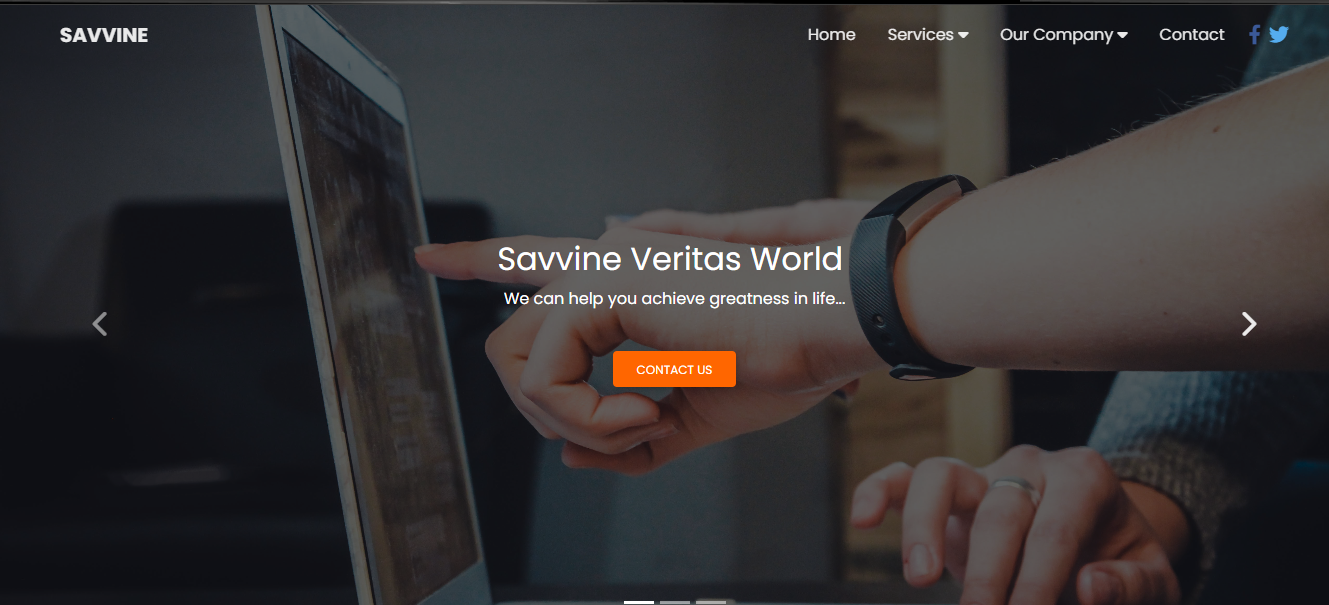 SAVVINE
Home Services Our Company Contact
Savvine Veritas World
We can help you achieve greatness in life...
CONTACT US